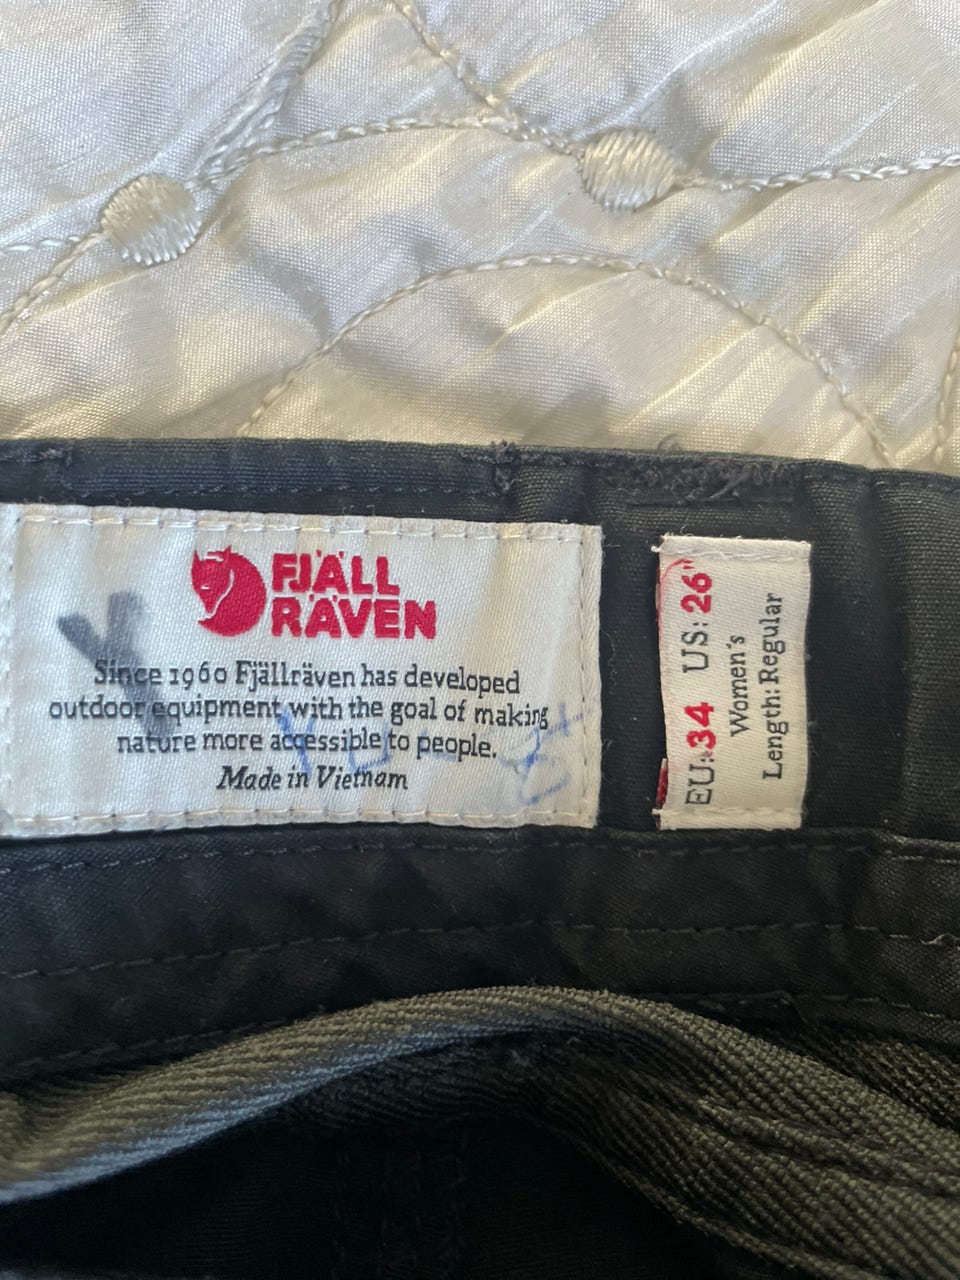 FJÄLL
RÄVEN
Since 1960 Fjällräven has developed
outdoor equipment with the goal of making
nature more accessible to people.
Made in Vietnam
EU:34 US:26"
Women's
Length: Regular